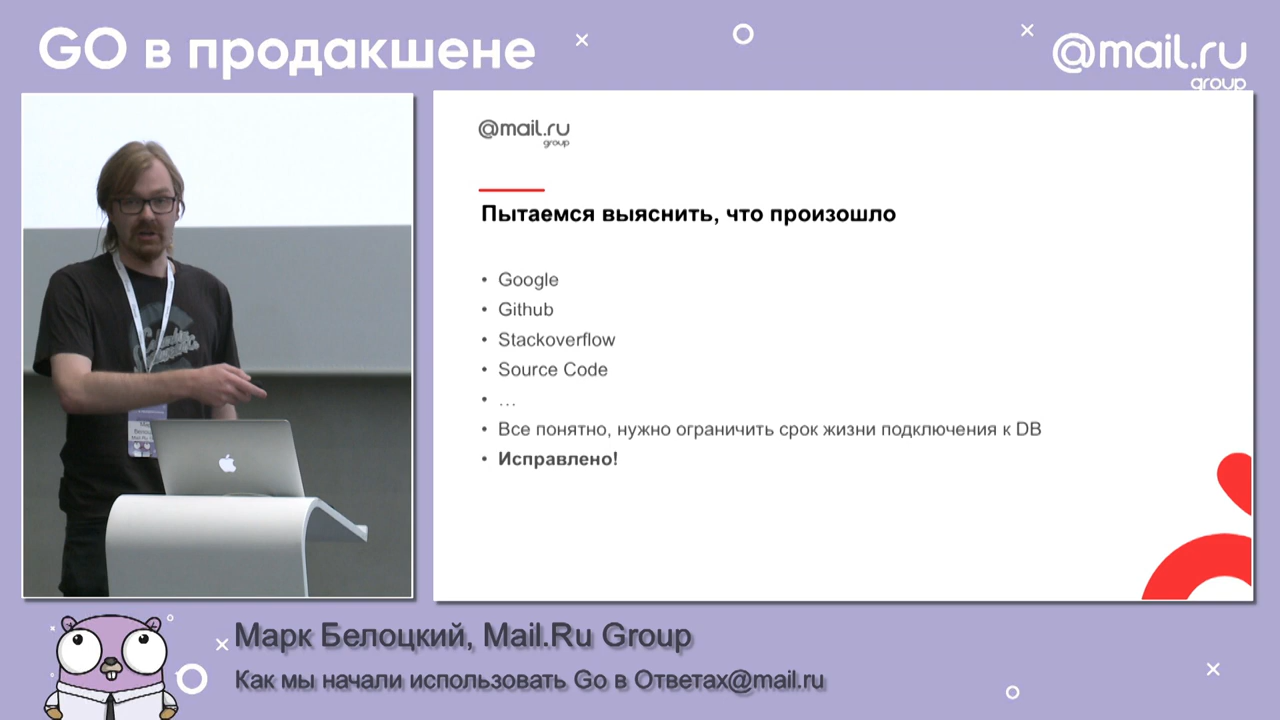 GO в продакшене
@mail.ru
group
@mail.ru
group
Пытаемся выяснить, что произошло
• Google
• Github
• Stackoverflow
• Source Code
• …
• Все понятно, нужно ограничить срок жизни подключения к DB
• Исправлено!
Марк Белоцкий, Mail.Ru Group
Как мы начали использовать Go в Ответах@mail.ru